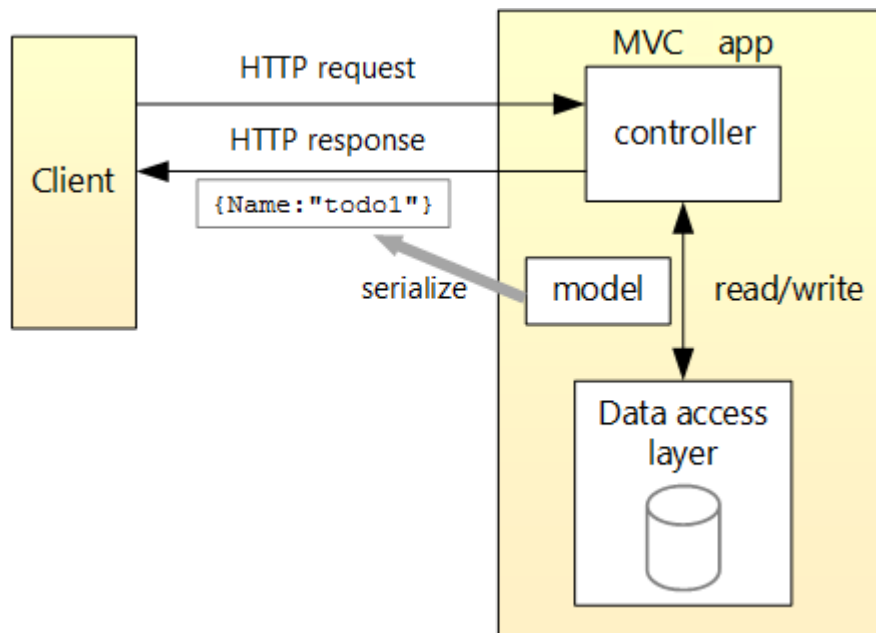 MVC app
HTTP request
controller
HTTP response
Client
{Name:"todo1"}
serialize
model
read/write
Data access
layer